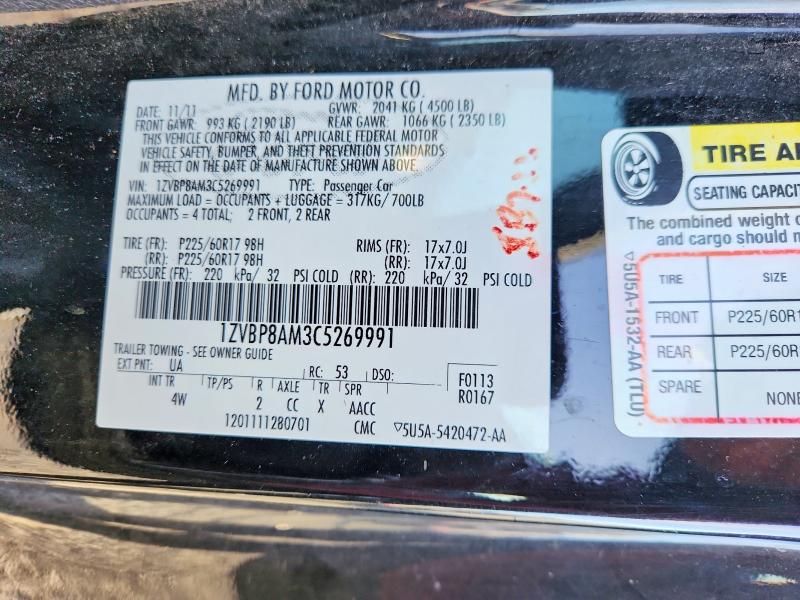 MFD. BY FORD MOTOR CO.
DATE: 11/11 GVWR: 2041 KG ( 4500 LB)
FRONT GAWR: 993 KG ( 2190 LB) REAR GAWR: 1066 KG ( 2350 LB)
THIS VEHICLE CONFORMS TO ALL APPLICABLE FEDERAL MOTOR
VEHICLE SAFETY, BUMPER, AND THEFT PREVENTION STANDARDS
IN EFFECT ON THE DATE OF MANUFACTURE SHOWN ABOVE.
VIN: 1ZVBP8AM3C5269991 TYPE: Passenger Car
MAXIMUM LOAD = OCCUPANTS + LUGGAGE = 317KG/ 700LB
OCCUPANTS = 4 TOTAL; 2 FRONT, 2 REAR
TIRE (FR): P225/60R17 98H RIMS (FR): 17x7.0J
(RR): P225/60R17 98H (RR): 17x7.0J
PRESSURE (FR): 220 kPa/ 32 PSI COLD (RR): 220 kPa/ 32 PSI COLD
1ZVBP8AM3C5269991
TRAILER TOWING - SEE OWNER GUIDE
EXT PNT: UA RC: 53 DSO: F0113
INT TR TP/PS R AXLE TR SPR R0167
4W 2 CC X AACC
1201111280701 CMC ▽5U5A-5420472-AA
TIRE A
SEATING CAPACIT
The combined weight o
and cargo should n
▽5U5A-1532-AA (TLU)
TIRE SIZE
FRONT P225/60R1
REAR P225/60R
SPARE NONE